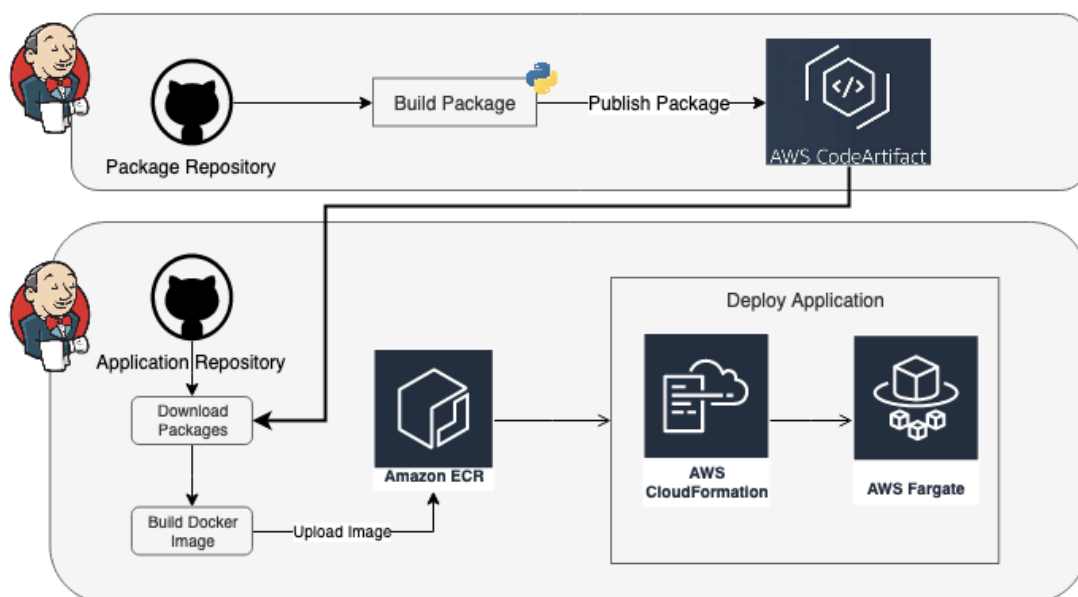 Package Repository
Build Package
Publish Package
</>
AWS CodeArtifact
Application Repository
Download
Packages
Build Docker
Image
Upload Image
Amazon ECR
Deploy Application
AWS
CloudFormation
AWS Fargate